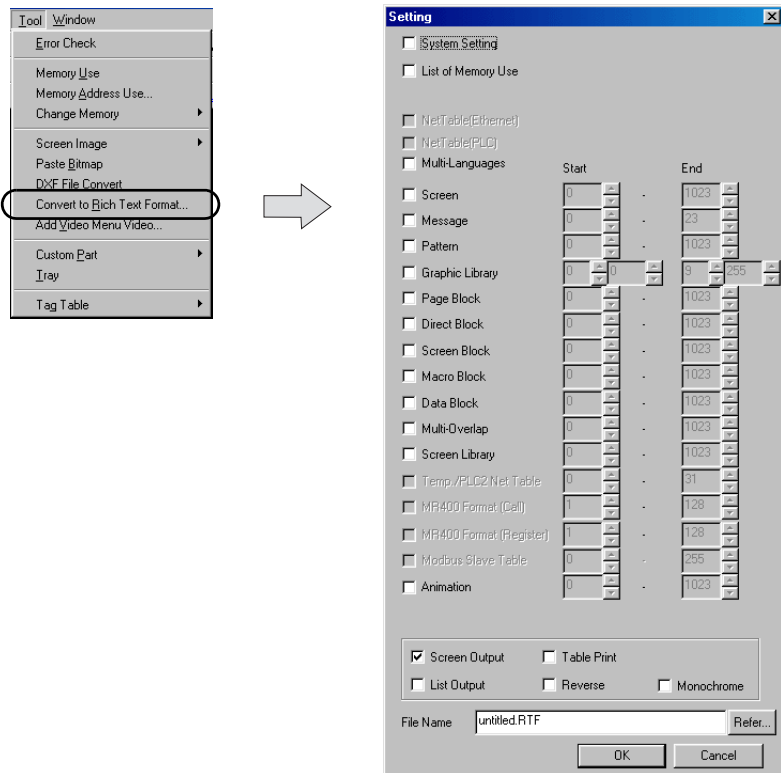 Tool Window
Error Check
Memory Use
Memory Address Use...
Change Memory
Screen Image
Paste Bitmap
DXF File Convert
Convert to Rich Text Format...
Add Video Menu Video...
Custom Part
Tray
Tag Table
Setting
System Setting
List of Memory Use
NetTable(Ethernet)
NetTable(PLC)
Multi-Languages Start End
Screen 0 - 1023
Message 0 - 23
Pattern 0 - 1023
Graphic Library 0 0 9 255
Page Block 0 - 1023
Direct Block 0 - 1023
Screen Block 0 - 1023
Macro Block 0 - 1023
Data Block 0 - 1023
Multi-Overlap 0 - 1023
Screen Library 0 - 1023
Temp./PLC2 Net Table 0 - 31
MR400 Format (Call) 1 - 128
MR400 Format (Register) 1 - 128
Modbus Slave Table 0 - 255
Animation 0 - 1023
Screen Output Table Print
List Output Reverse Monochrome
File Name untitled.RTF Refer...
OK Cancel